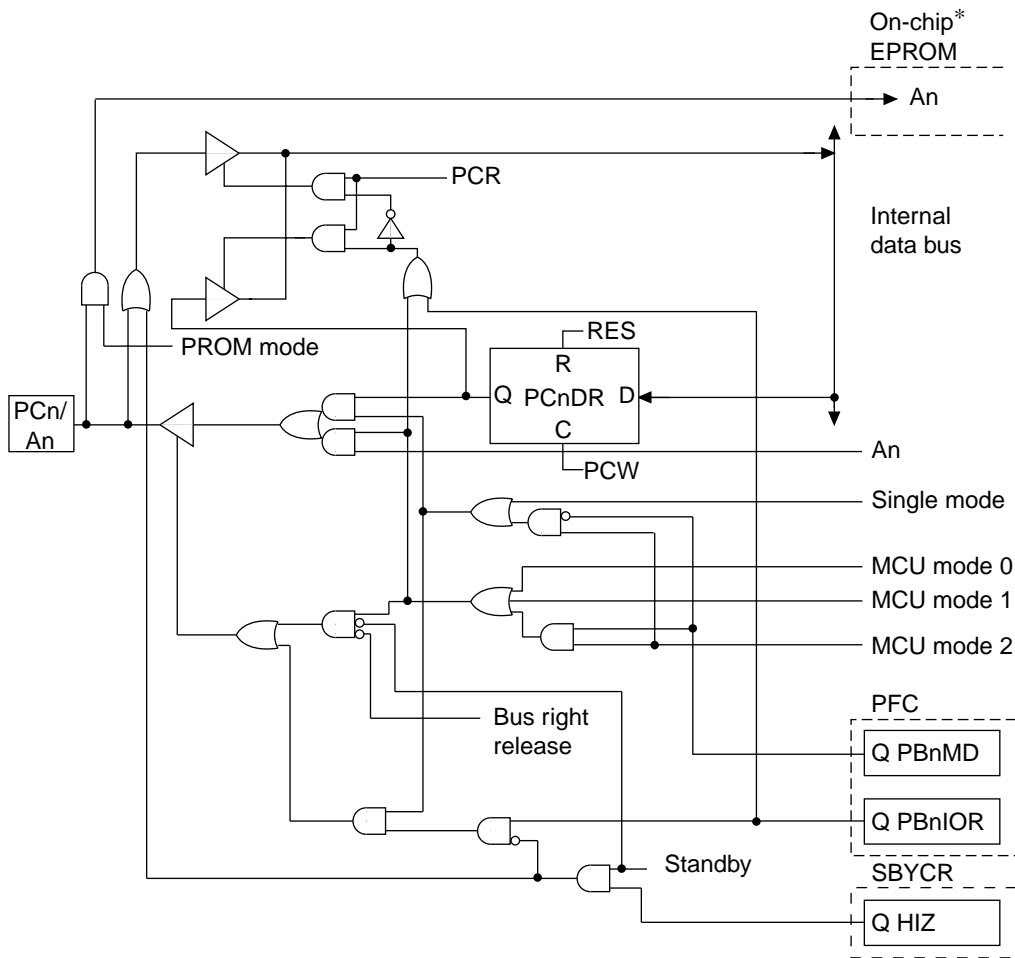 On-chip*
EPROM
An
PCR
Internal
data bus
PROM mode
RES
R
Q PCnDR D
C
PCW
PCn/
An
An
Single mode
MCU mode 0
MCU mode 1
MCU mode 2
Bus right
release
PFC
Q PBnMD
Q PBnIOR
Standby
SBYCR
Q HIZ